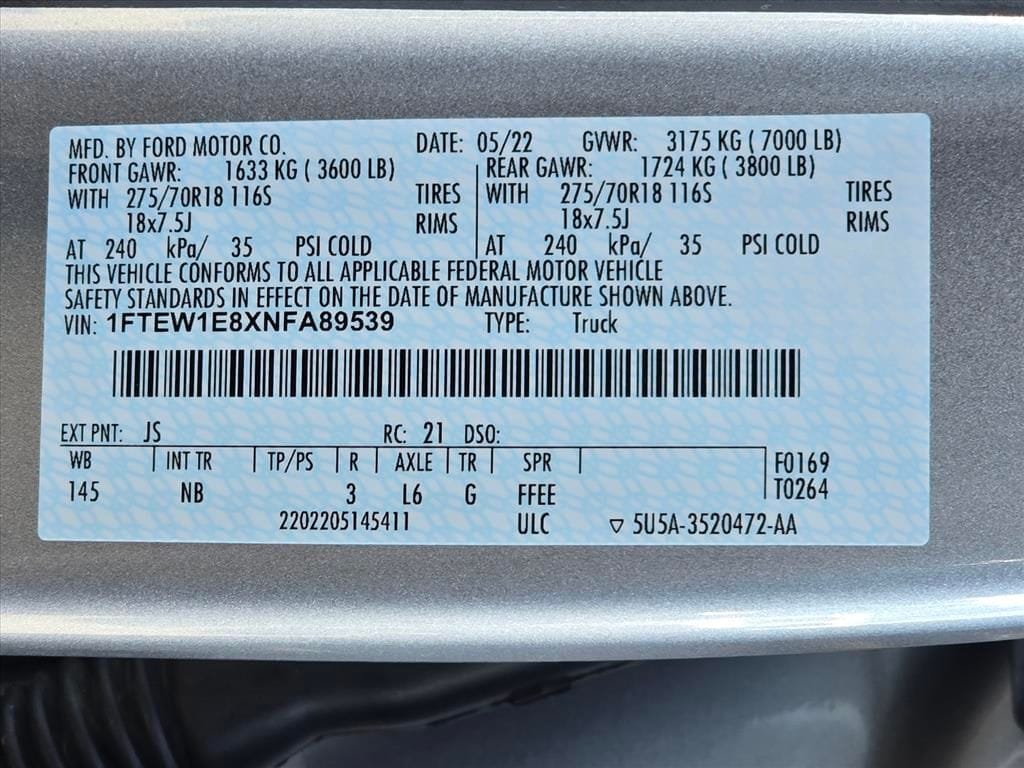 MFD. BY FORD MOTOR CO. DATE: 05/22 GVWR: 3175 KG ( 7000 LB)
FRONT GAWR: 1633 KG ( 3600 LB) REAR GAWR: 1724 KG ( 3800 LB)
WITH 275/70R18 116S TIRES WITH 275/70R18 116S TIRES
18x7.5J RIMS 18x7.5J RIMS
AT 240 kPa/ 35 PSI COLD AT 240 kPa/ 35 PSI COLD
THIS VEHICLE CONFORMS TO ALL APPLICABLE FEDERAL MOTOR VEHICLE
SAFETY STANDARDS IN EFFECT ON THE DATE OF MANUFACTURE SHOWN ABOVE.
VIN: 1FTEW1E8XNFA89539 TYPE: Truck
EXT PNT: JS RC: 21 DSO:
WB INT TR TP/PS R AXLE TR SPR F0169
145 NB 3 L6 G FFEE T0264
2202205145411 ULC ▽ 5U5A-3520472-AA